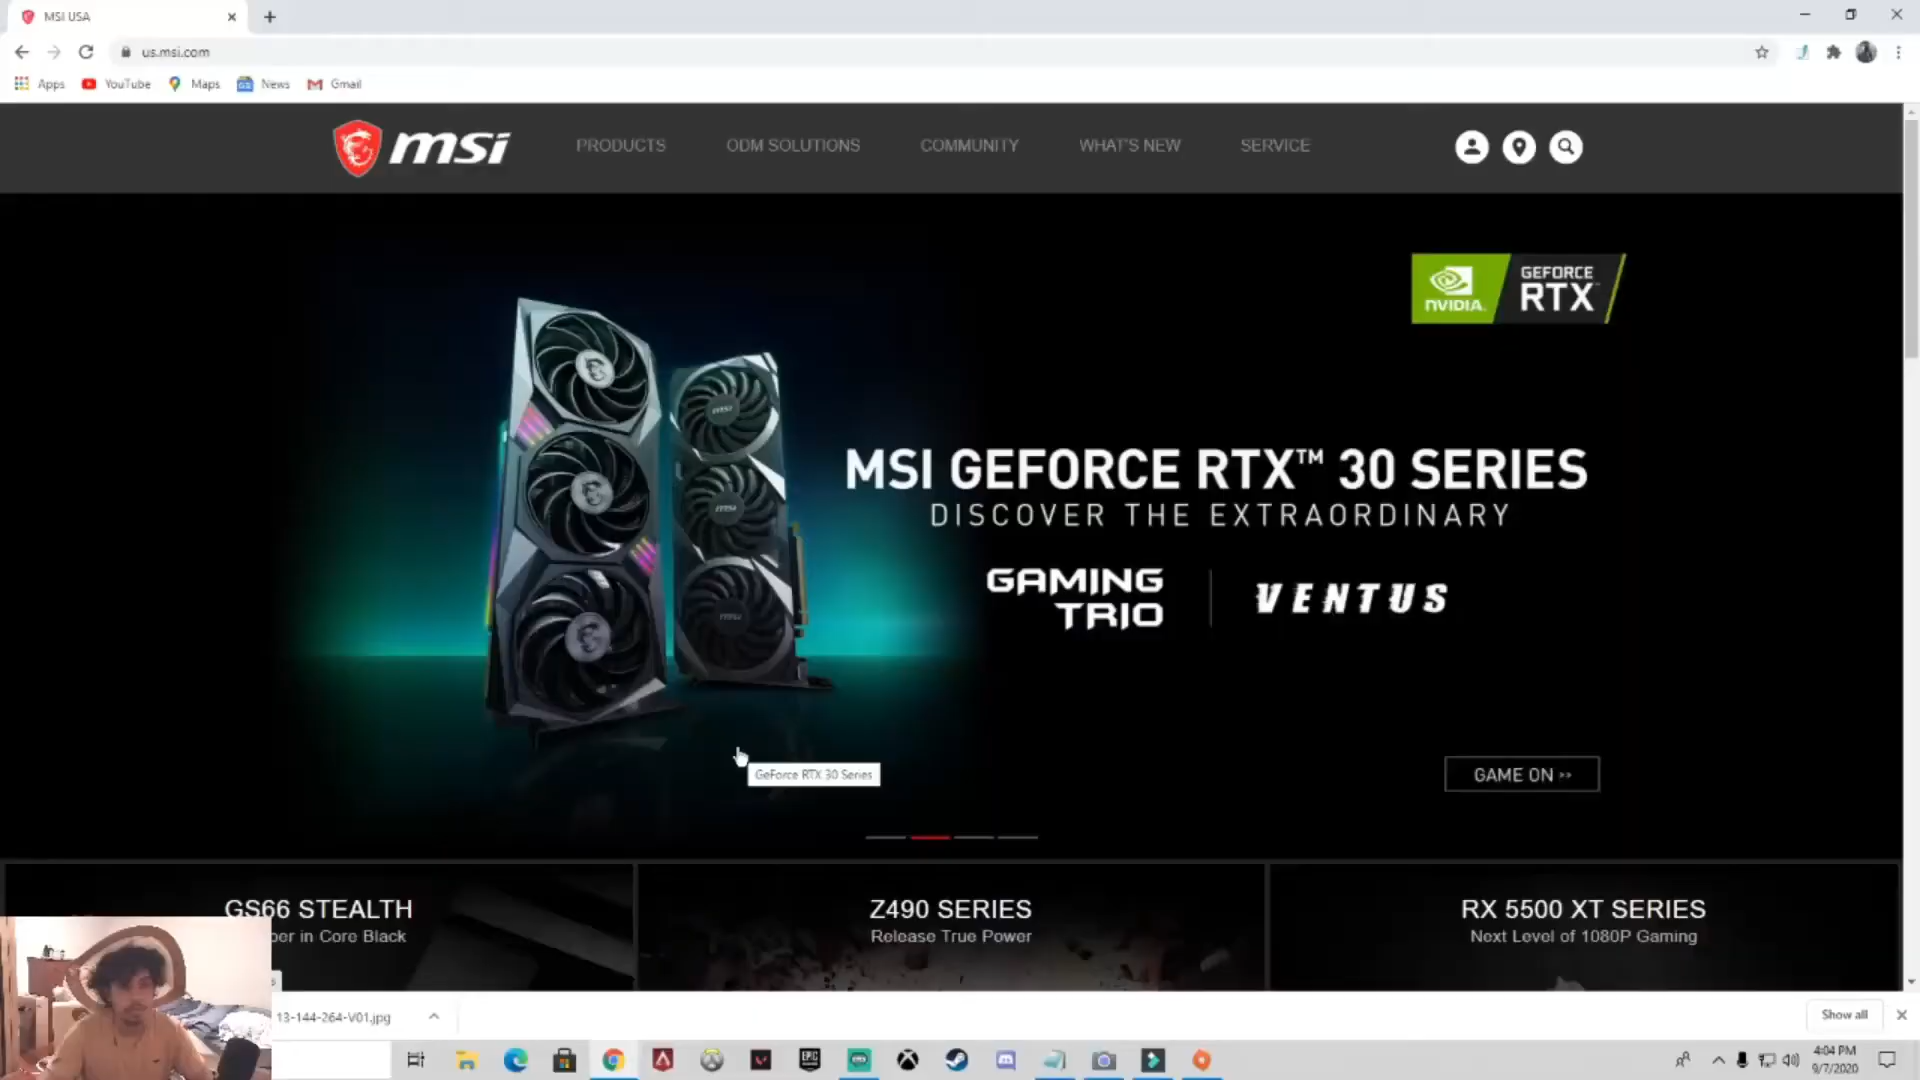 MSI USA
us.msi.com
Apps YouTube Maps News Gmail
msi PRODUCTS ODM SOLUTIONS COMMUNITY WHAT'S NEW SERVICE
NVIDIA. GEFORCE RTX™
MSI GEFORCE RTX™ 30 SERIES
DISCOVER THE EXTRAORDINARY
GAMING TRIO | VENTUS
GeForce RTX 30 Series
GAME ON >>
GS66 STEALTH
in Core Black
Z490 SERIES
Release True Power
RX 5500 XT SERIES
Next Level of 1080P Gaming
13-144-264-V01.jpg
Show all
EPIC
4:04 PM
9/7/2020